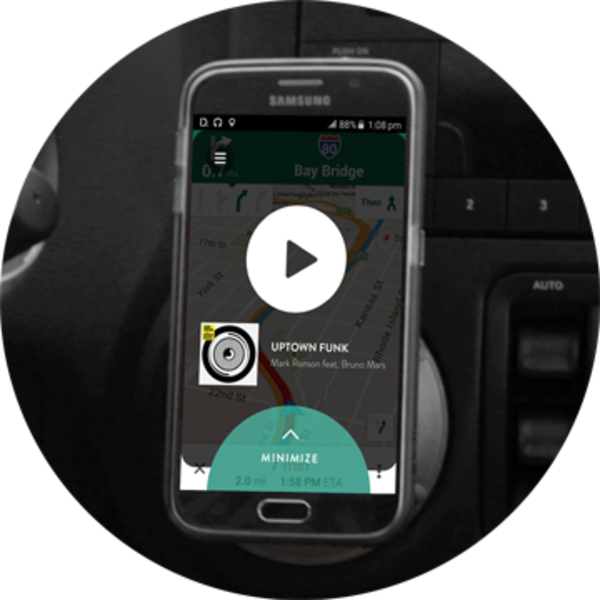 PUSH ON
SAMSUNG
D. 88% 1:08 pm
80
0.7 mi Bay Bridge
Then
17th St
York St
Kansas St
Rhode Island
UPTOWN FUNK
Mark Ronson feat. Bruno Mars
22nd St
MINIMIZE
min
2.0 mi · 1:58 PM ETA
2 3
AUTO